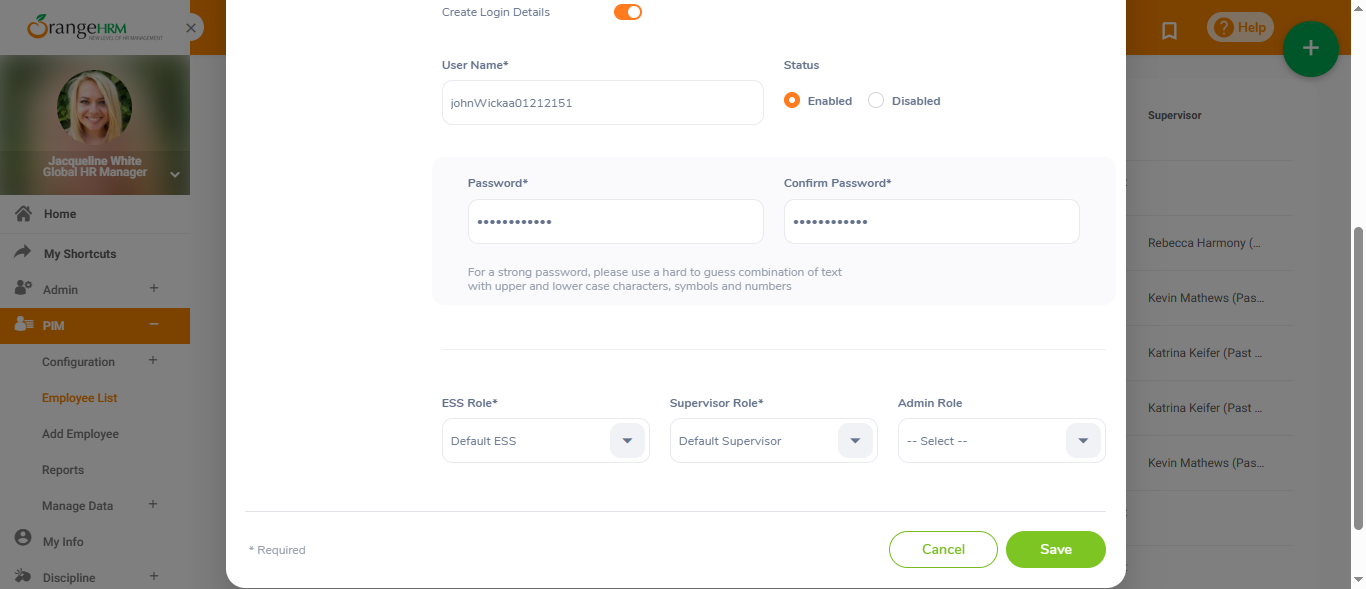 OrangeHRM
NEW LEVEL OF HR MANAGEMENT
Jacqueline White
Global HR Manager
Home
My Shortcuts
Admin
PIM
Configuration
Employee List
Add Employee
Reports
Manage Data
My Info
Discipline
Create Login Details
User Name*
Status
johnWickaa01212151
Enabled
Disabled
Password*
Confirm Password*
••••••••••••
••••••••••••
For a strong password, please use a hard to guess combination of text
with upper and lower case characters, symbols and numbers
ESS Role*
Supervisor Role*
Admin Role
Default ESS
Default Supervisor
-- Select --
* Required
Cancel
Save
? Help
+
Supervisor
Rebecca Harmony (...
Kevin Mathews (Pas...
Katrina Keifer (Past ...
Katrina Keifer (Past ...
Kevin Mathews (Pas...